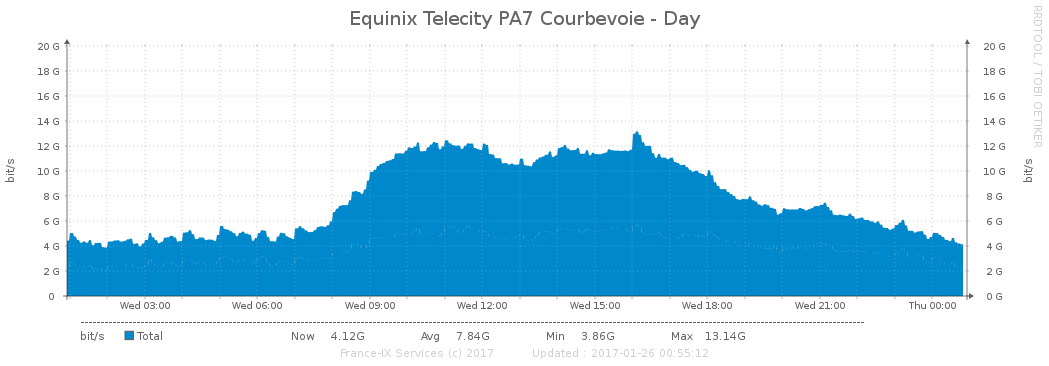 Equinix Telecity PA7 Courbevoie - Day
RRDTOOL / TOBI OETIKER
20 G 20 G
18 G 18 G
16 G 16 G
14 G 14 G
12 G 12 G
10 G 10 G
8 G 8 G
6 G 6 G
4 G 4 G
2 G 2 G
0 0 G
bit/s
bit/s
Wed 03:00 Wed 06:00 Wed 09:00 Wed 12:00 Wed 15:00 Wed 18:00 Wed 21:00 Thu 00:00
bit/s Total Now 4.12G Avg 7.84G Min 3.86G Max 13.14G
France-IX Services (c) 2017 Updated : 2017-01-26 00:55:12